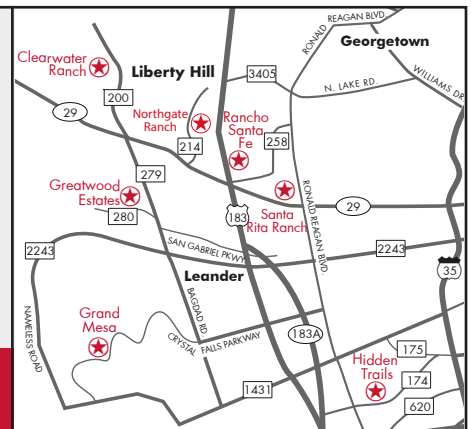 RONALD
REAGAN BLVD
Georgetown
Clearwater
Ranch
Liberty Hill
3405
N. LAKE RD.
WILLIAMS DR.
200
29
Northgate
Ranch
Rancho
Santa
Fe
214
258
279
Greatwood
Estates
280
183
Santa
Rita Ranch
RONALD REAGAN BLVD.
29
2243
SAN GABRIEL PKWY
2243
Leander
35
NAMELESS ROAD
Grand
Mesa
BAGDAD RD
CRYSTAL FALLS PARKWAY
183A
Hidden
Trails
175
174
1431
620